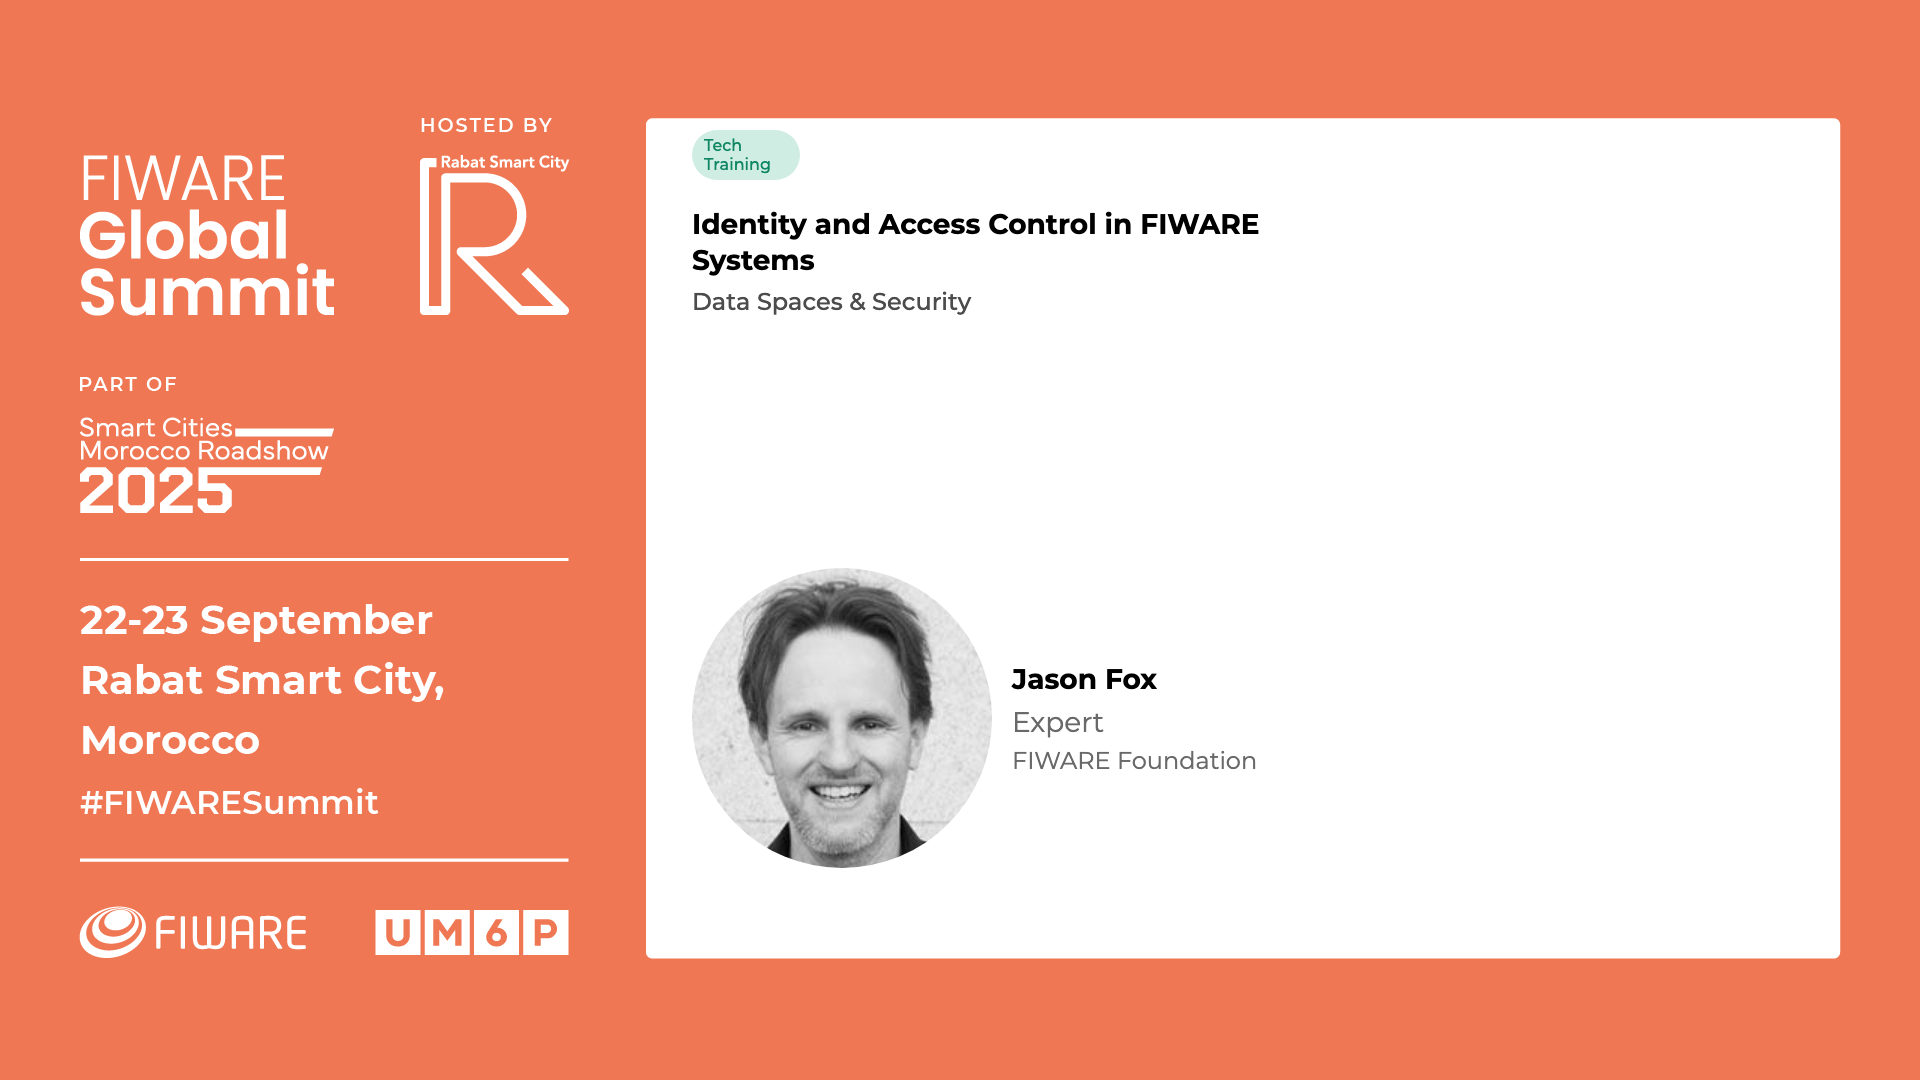 HOSTED BY
FIWARE
Global
Summit
Rabat Smart City
PART OF
Smart Cities
Morocco Roadshow
2025
22-23 September
Rabat Smart City,
Morocco
#FIWARESummit
FIWARE
UM6P
Tech
Training
Identity and Access Control in FIWARE
Systems
Data Spaces & Security
Jason Fox
Expert
FIWARE Foundation